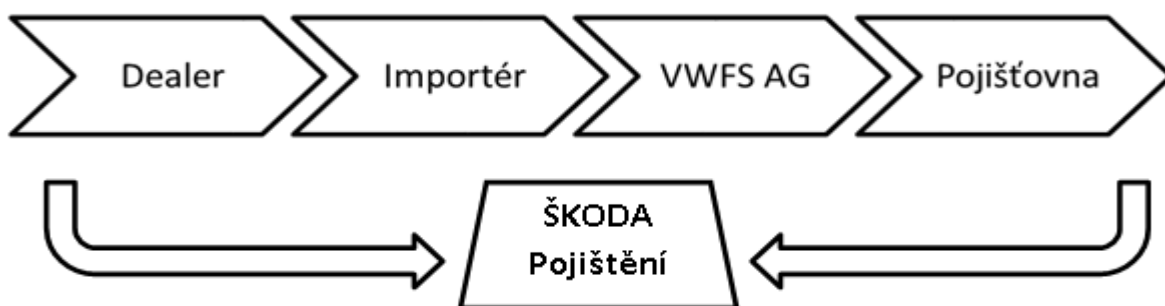 Dealer
Importér
VWFS AG
Pojišťovna
ŠKODA
Pojištění